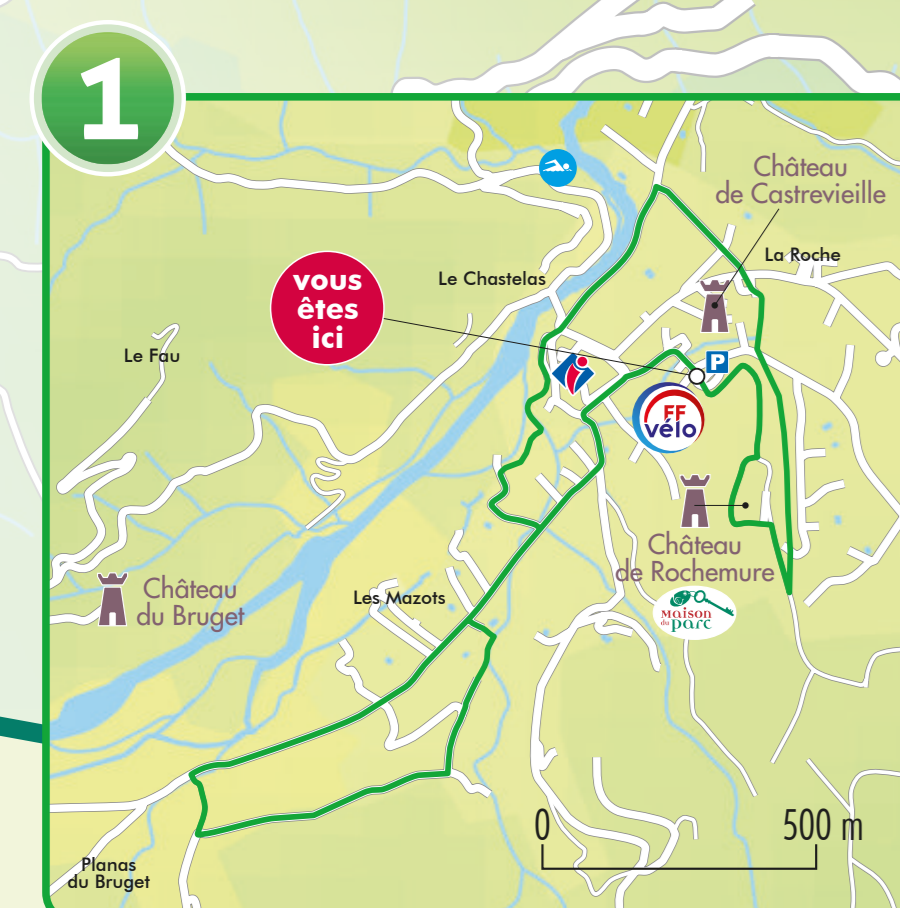 1
Château
de Castrevieille
La Roche
vous
êtes
ici
Le Chastelas
Le Fau
P
FF
vélo
Château
de Rochemure
MAISON
du parc
Château
du Bruget
Les Mazots
0
500 m
Planas
du Bruget